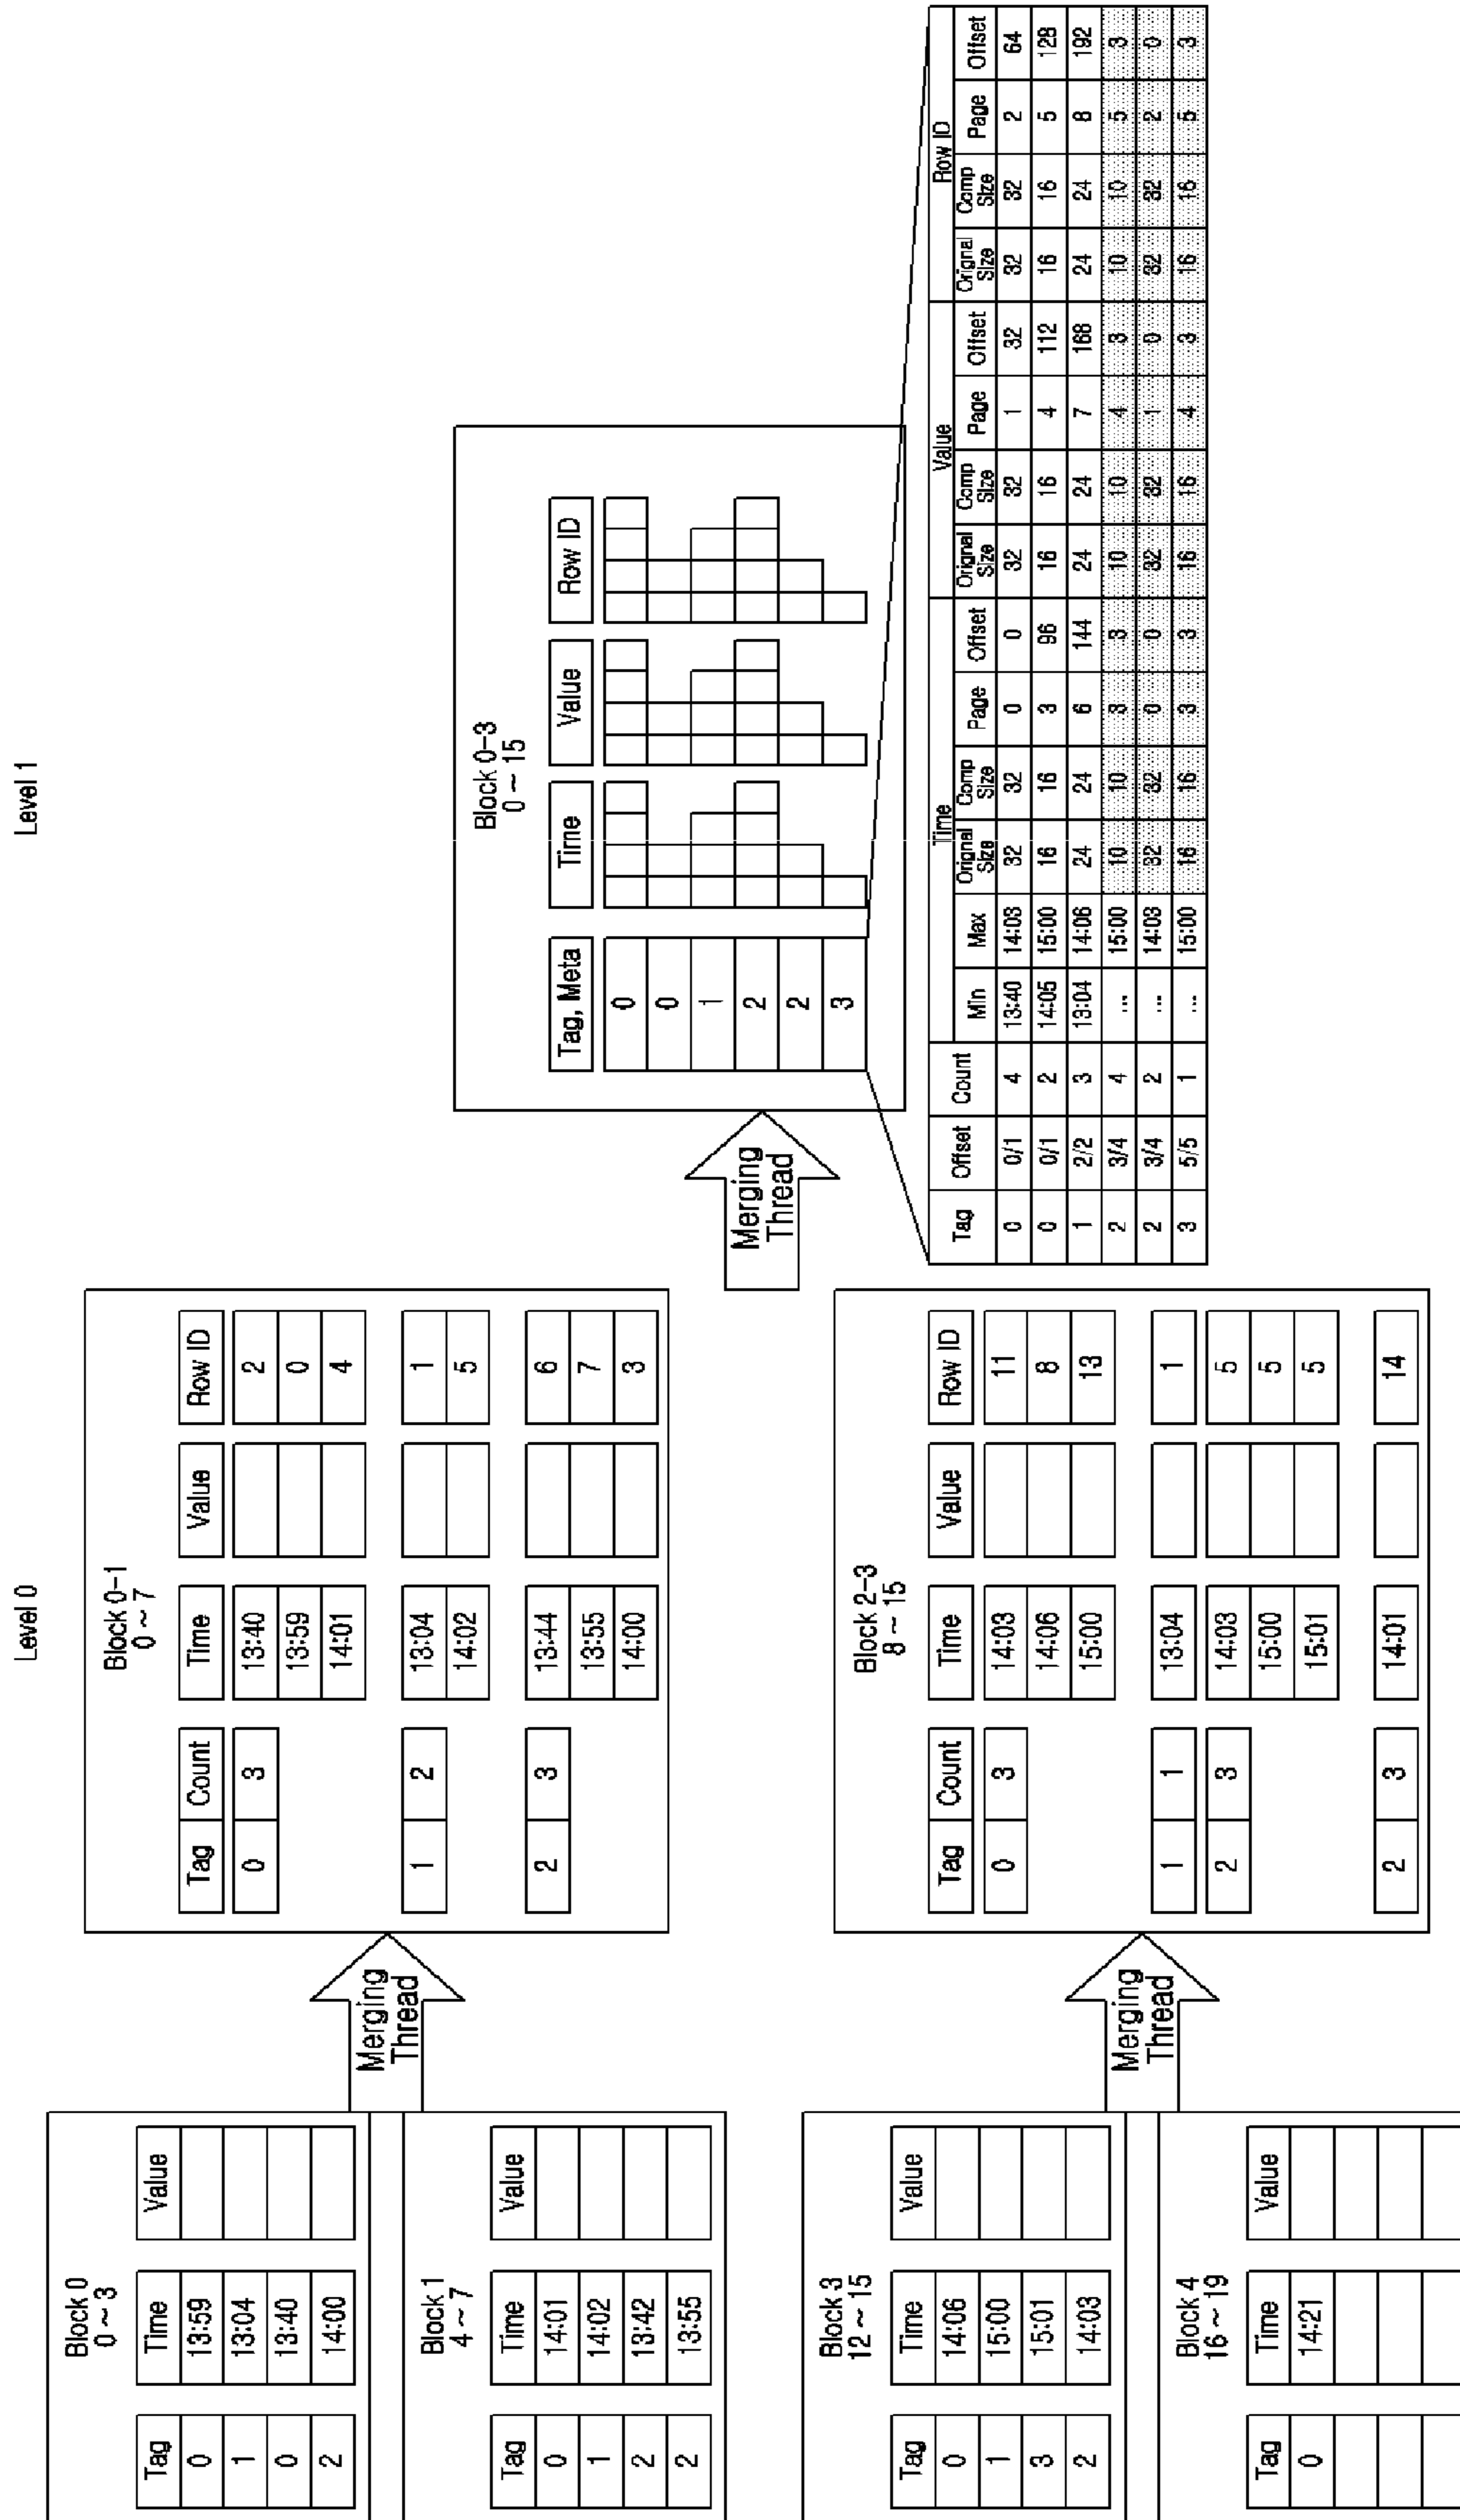 Level 0
Level 1
Block 0
0 ~ 3
Tag Time Value
0 13:59
1 13:04
0 13:40
2 14:00
Block 1
4 ~ 7
Tag Time Value
0 14:01
1 14:02
2 13:42
2 13:55
Block 3
12 ~ 15
Tag Time Value
0 14:06
1 15:00
3 15:01
2 14:03
Block 4
16 ~ 19
Tag Time Value
0 14:21
Merging
Thread
Merging
Thread
Block 0-1
0 ~ 7
Tag Count Time Value Row ID
0 3 13:40 2
13:59 0
14:01 4
1 2 13:04 1
14:02 5
2 3 13:44 6
13:55 7
14:00 3
Block 2-3
8 ~ 15
Tag Count Time Value Row ID
0 3 14:03 11
14:06 8
15:00 13
1 1 13:04 1
2 3 14:03 5
15:00 5
15:01 5
2 3 14:01 14
Merging
Thread
Block 0-3
0 ~ 15
Tag, Meta Time Value Row ID
0
0
1
2
2
3
Time Value Row ID
Tag Offset Count Min Max Orignal Size Comp Size Page Offset Orignal Size Comp Size Page Offset Orignal Size Comp Size Page Offset
0 0/1 4 13:40 14:03 32 32 0 0 32 32 1 32 32 32 2 64
0 0/1 2 14:05 15:00 16 16 3 96 16 16 4 112 16 16 5 128
1 2/2 3 13:04 14:06 24 24 6 144 24 24 7 168 24 24 8 192
2 3/4 4 ... 15:00 10 10 3 3 10 10 4 3 10 10 5 3
2 3/4 2 ... 14:03 32 32 0 0 32 32 1 0 32 32 2 0
3 5/5 1 ... 15:00 16 16 3 3 16 16 4 3 16 16 5 3